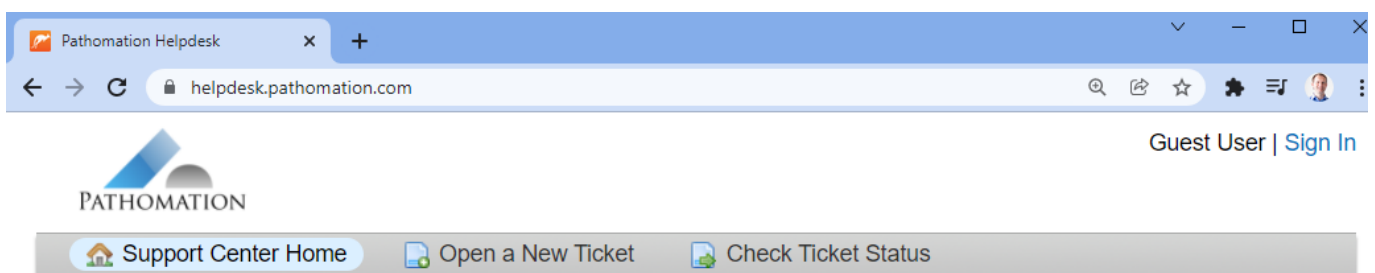 Pathomation Helpdesk
helpdesk.pathomation.com
Guest User | Sign In
PATHOMATION
Support Center Home Open a New Ticket Check Ticket Status